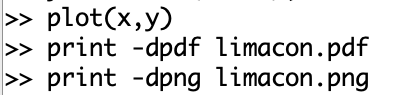 >> plot(x,y)
>> print -dpdf limacon.pdf
>> print -dpng limacon.png